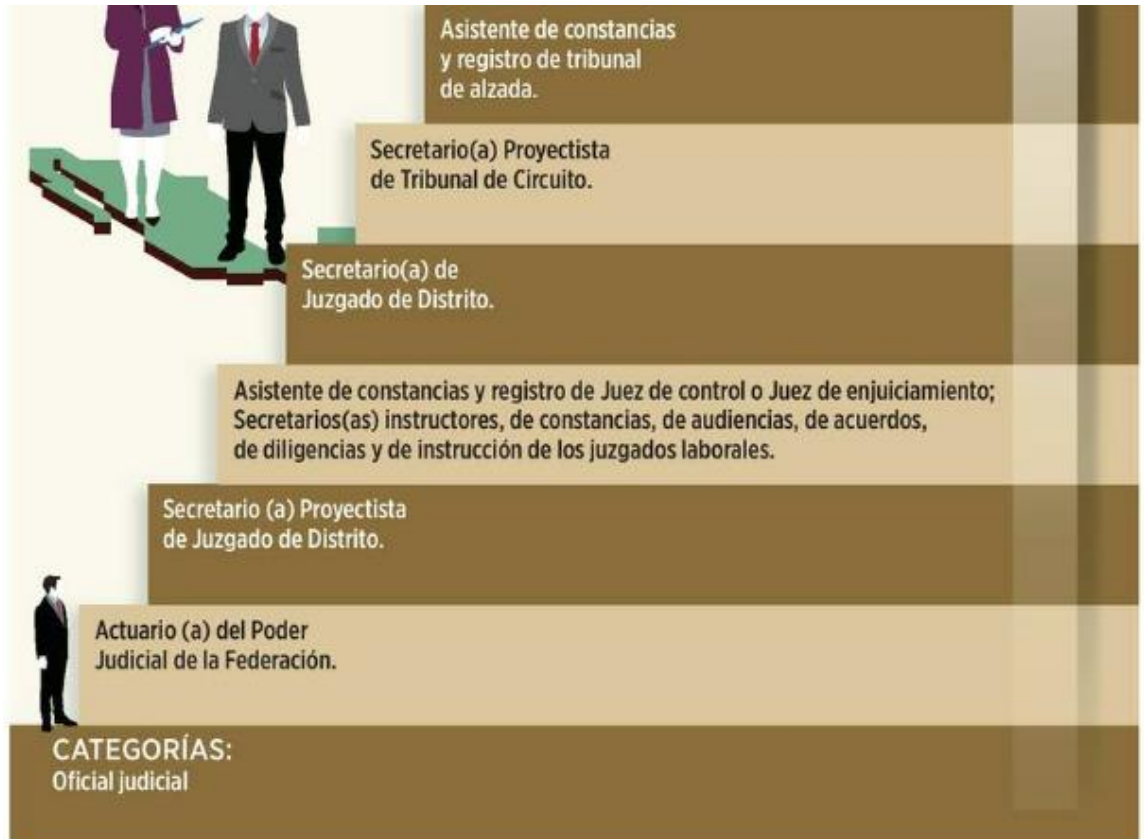 Asistente de constancias
y registro de tribunal
de alzada.
Secretario(a) Proyectista
de Tribunal de Circuito.
Secretario(a) de
Juzgado de Distrito.
Asistente de constancias y registro de Juez de control o Juez de enjuiciamiento;
Secretarios(as) instructores, de constancias, de audiencias, de acuerdos,
de diligencias y de instrucción de los juzgados laborales.
Secretario (a) Proyectista
de Juzgado de Distrito.
Actuario (a) del Poder
Judicial de la Federación.
CATEGORÍAS:
Oficial judicial